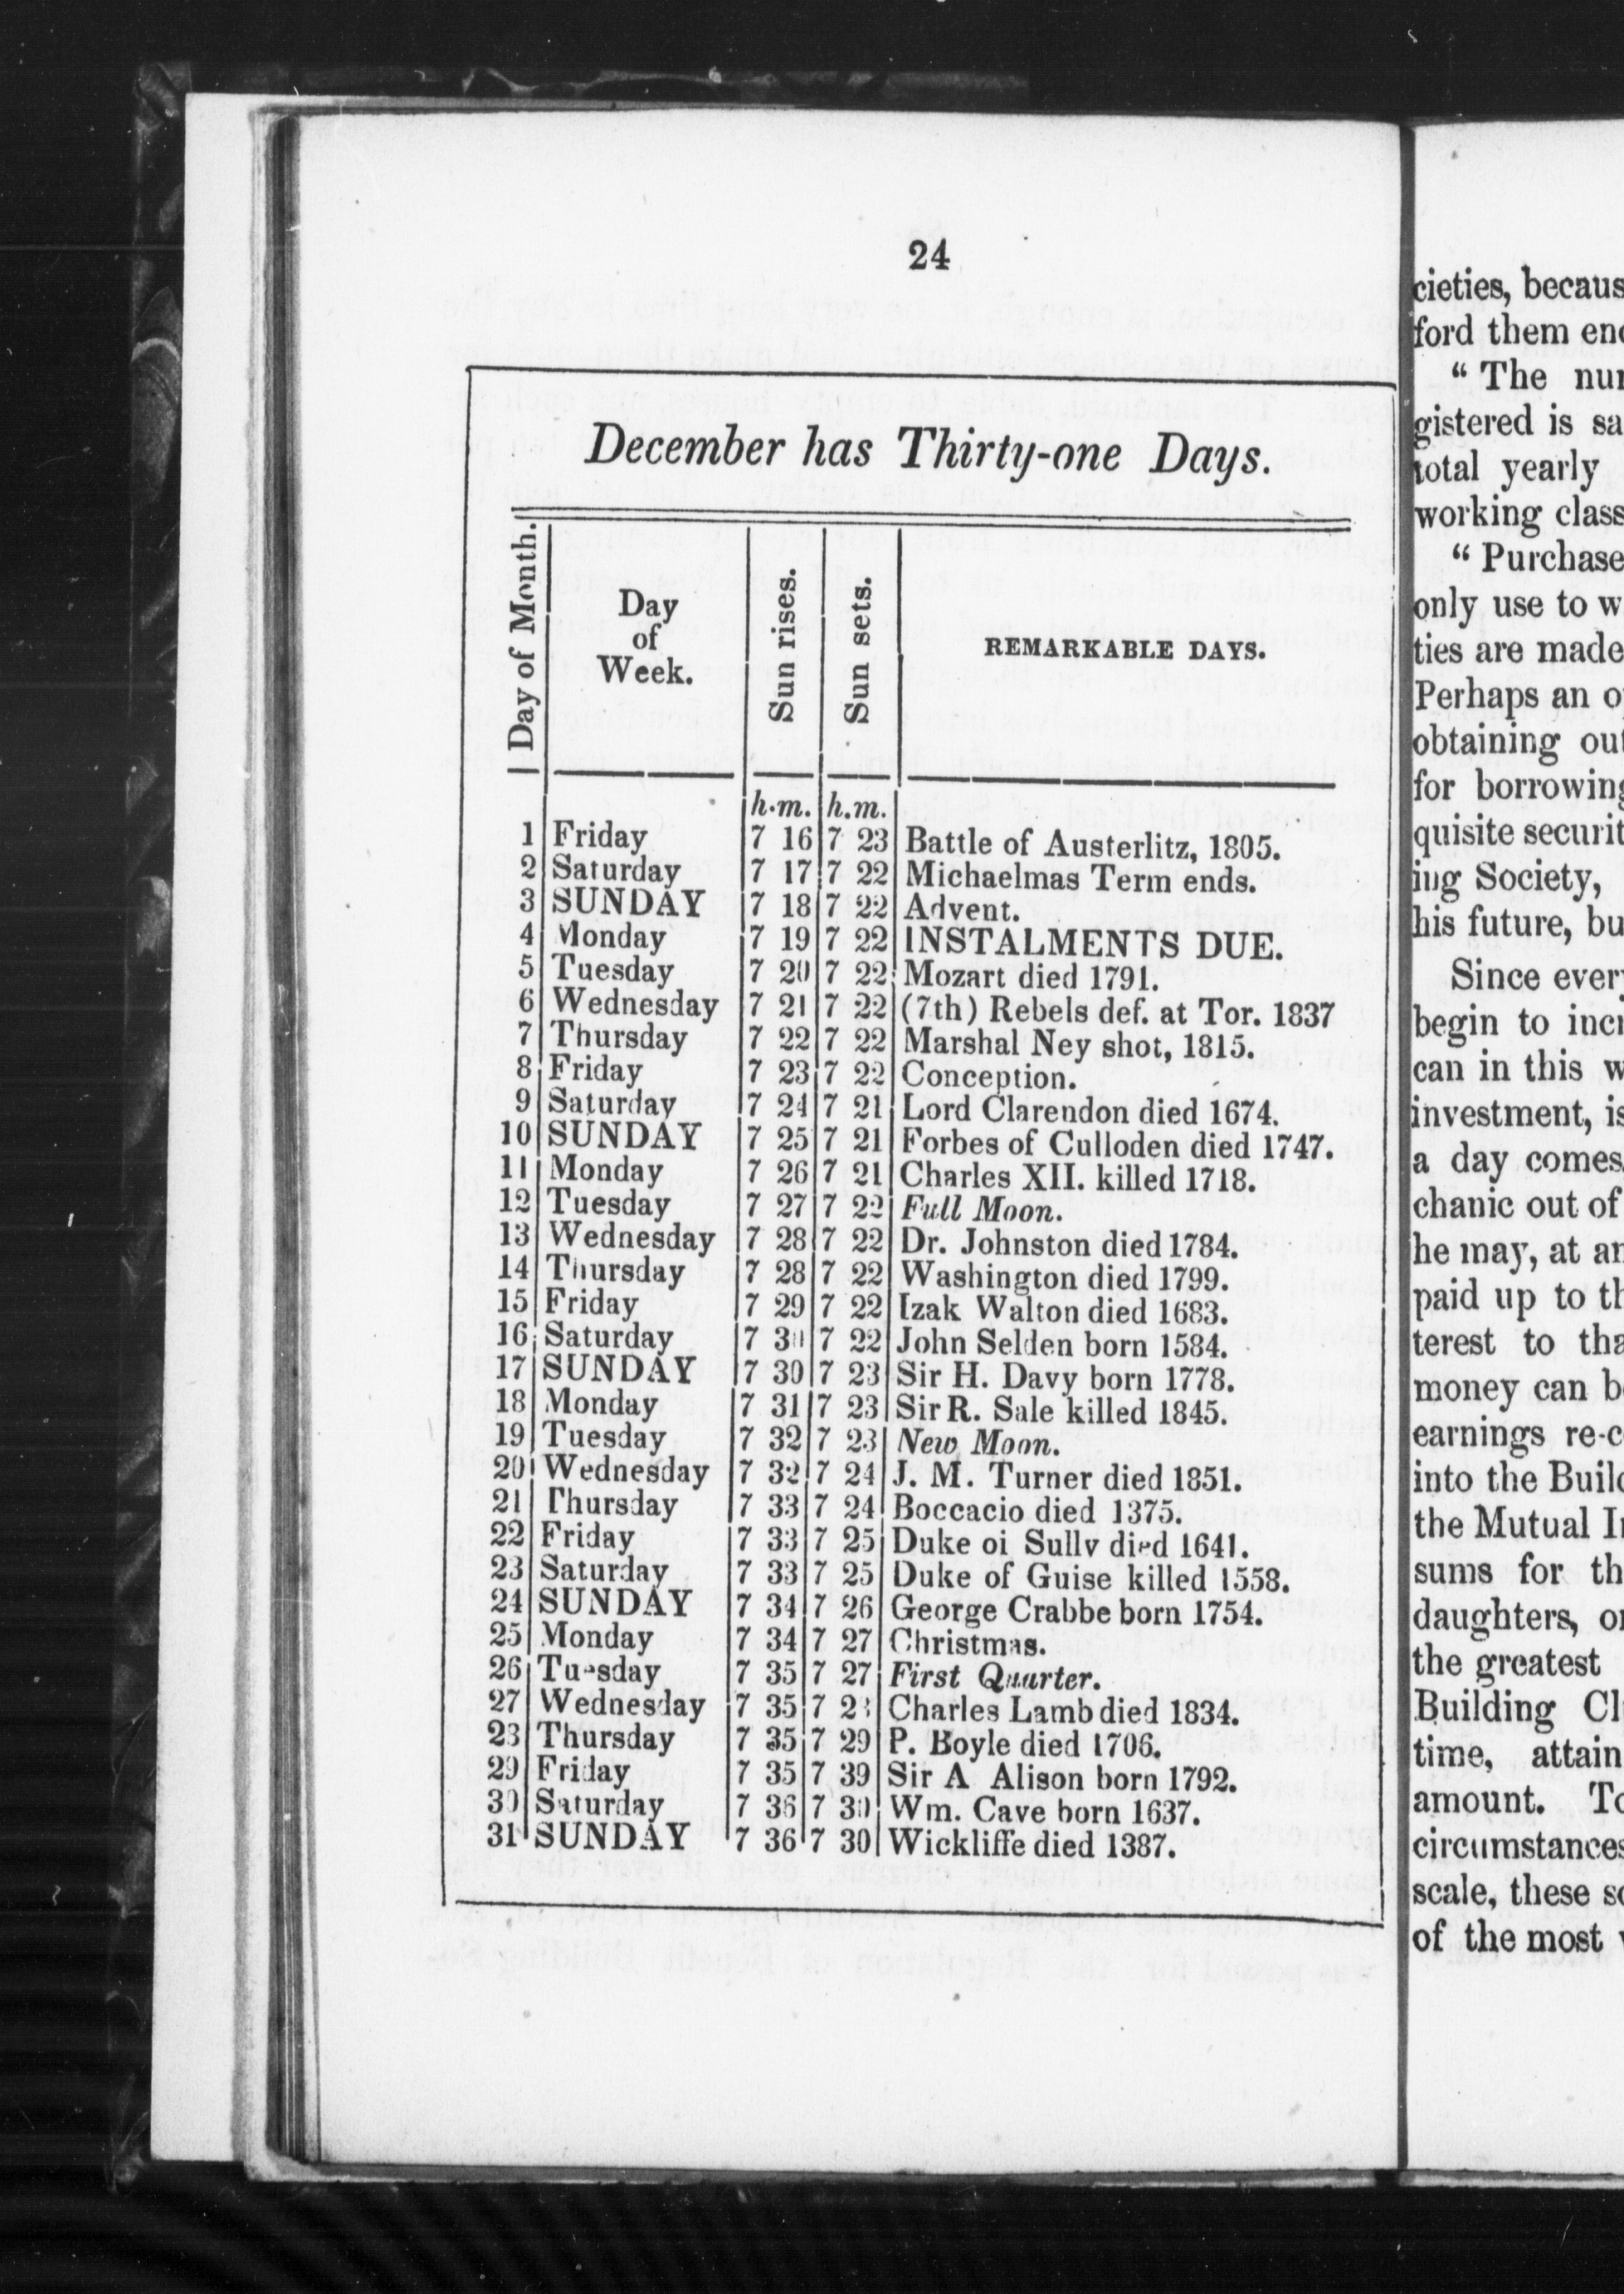 24
December has Thirty-one Days.
Day of Month. Day of Week. Sun rises. Sun sets. REMARKABLE DAYS.
h.m. h.m.
1 Friday 7 16 7 23 Battle of Austerlitz, 1805.
2 Saturday 7 17 7 22 Michaelmas Term ends.
3 SUNDAY 7 18 7 22 Advent.
4 Monday 7 19 7 22 INSTALMENTS DUE.
5 Tuesday 7 20 7 22 Mozart died 1791.
6 Wednesday 7 21 7 22 (7th) Rebels def. at Tor. 1837
7 Thursday 7 22 7 22 Marshal Ney shot, 1815.
8 Friday 7 23 7 22 Conception.
9 Saturday 7 24 7 21 Lord Clarendon died 1674.
10 SUNDAY 7 25 7 21 Forbes of Culloden died 1747.
11 Monday 7 26 7 21 Charles XII. killed 1718.
12 Tuesday 7 27 7 22 Full Moon.
13 Wednesday 7 28 7 22 Dr. Johnston died 1784.
14 Thursday 7 28 7 22 Washington died 1799.
15 Friday 7 29 7 22 Izak Walton died 1683.
16 Saturday 7 30 7 22 John Selden born 1584.
17 SUNDAY 7 30 7 23 Sir H. Davy born 1778.
18 Monday 7 31 7 23 Sir R. Sale killed 1845.
19 Tuesday 7 32 7 23 New Moon.
20 Wednesday 7 32 7 24 J. M. Turner died 1851.
21 Thursday 7 33 7 24 Boccacio died 1375.
22 Friday 7 33 7 25 Duke oi Sully died 1641.
23 Saturday 7 33 7 25 Duke of Guise killed 1558.
24 SUNDAY 7 34 7 26 George Crabbe born 1754.
25 Monday 7 34 7 27 Christmas.
26 Tuesday 7 35 7 27 First Quarter.
27 Wednesday 7 35 7 28 Charles Lamb died 1834.
28 Thursday 7 35 7 29 P. Boyle died 1706.
29 Friday 7 35 7 39 Sir A Alison born 1792.
30 Saturday 7 36 7 30 Wm. Cave born 1637.
31 SUNDAY 7 36 7 30 Wickliffe died 1387.
cieties, becaus
ford them en
" The nu
gistered is sa
total yearly
working class
" Purchase
only use to w
ties are made
Perhaps an o
obtaining out
for borrowing
quisite securit
ing Society,
his future, bu
Since ever
begin to inc
can in this w
investment, is
a day comes
chanic out of
he may, at an
paid up to th
terest to tha
money can b
earnings re-c
into the Build
the Mutual I
sums for th
daughters, or
the greatest
Building Cl
time, attain
amount. To
circumstances
scale, these so
of the most